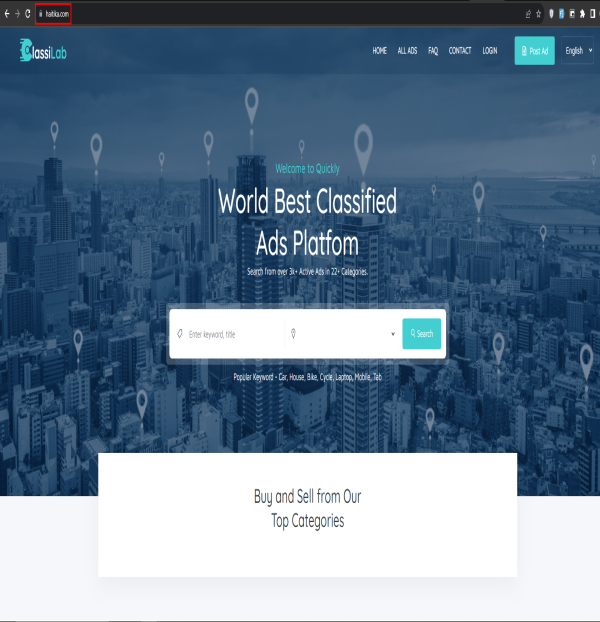 haitika.com
ClassiLab
HOME ALL ADS FAQ CONTACT LOGIN Post Ad English
Welcome to Quickly
World Best Classified
Ads Platfom
Search from over 3k+ Active Ads in 22+ Categories.
Enter keyword, title Search
Popular Keyword - Car, House, Bike, Cycle, Laptop, Mobile, Tab
Buy and Sell from Our
Top Categories